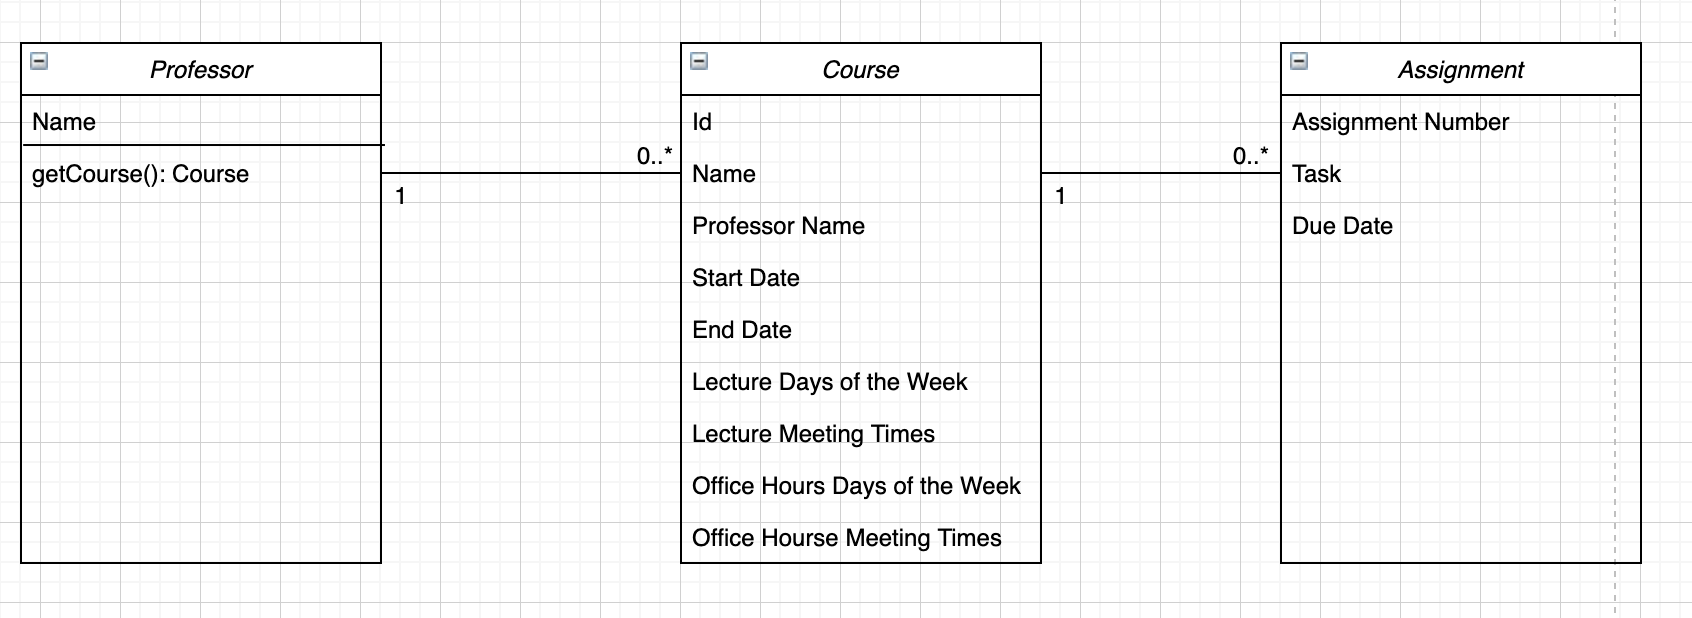 Professor
Name
getCourse(): Course
1
0..*
Course
Id
Name
Professor Name
Start Date
End Date
Lecture Days of the Week
Lecture Meeting Times
Office Hours Days of the Week
Office Hourse Meeting Times
1
0..*
Assignment
Assignment Number
Task
Due Date